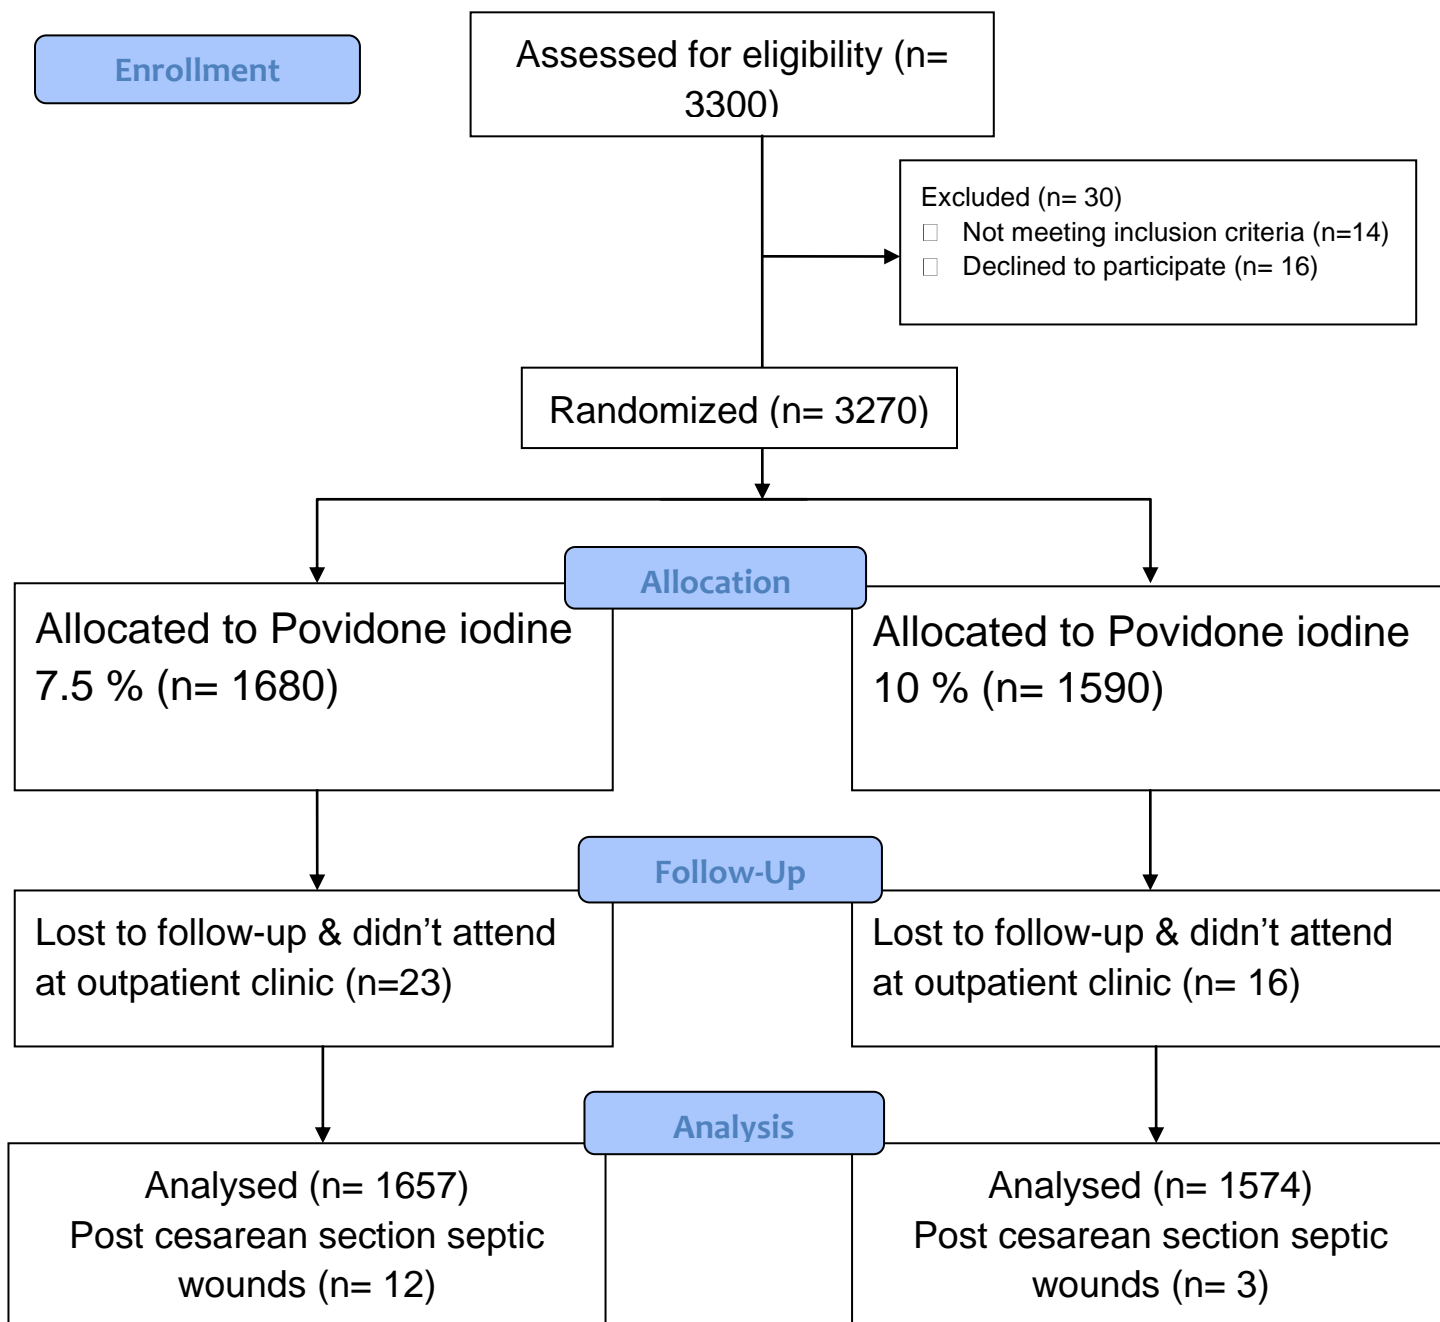 Enrollment
Assessed for eligibility (n=
3300)
Excluded (n= 30)
Not meeting inclusion criteria (n=14)
Declined to participate (n= 16)
Randomized (n= 3270)
Allocation
Allocated to Povidone iodine
7.5 % (n= 1680)
Allocated to Povidone iodine
10 % (n= 1590)
Follow-Up
Lost to follow-up & didn’t attend
at outpatient clinic (n=23)
Lost to follow-up & didn’t attend
at outpatient clinic (n= 16)
Analysis
Analysed (n= 1657)
Post cesarean section septic
wounds (n= 12)
Analysed (n= 1574)
Post cesarean section septic
wounds (n= 3)